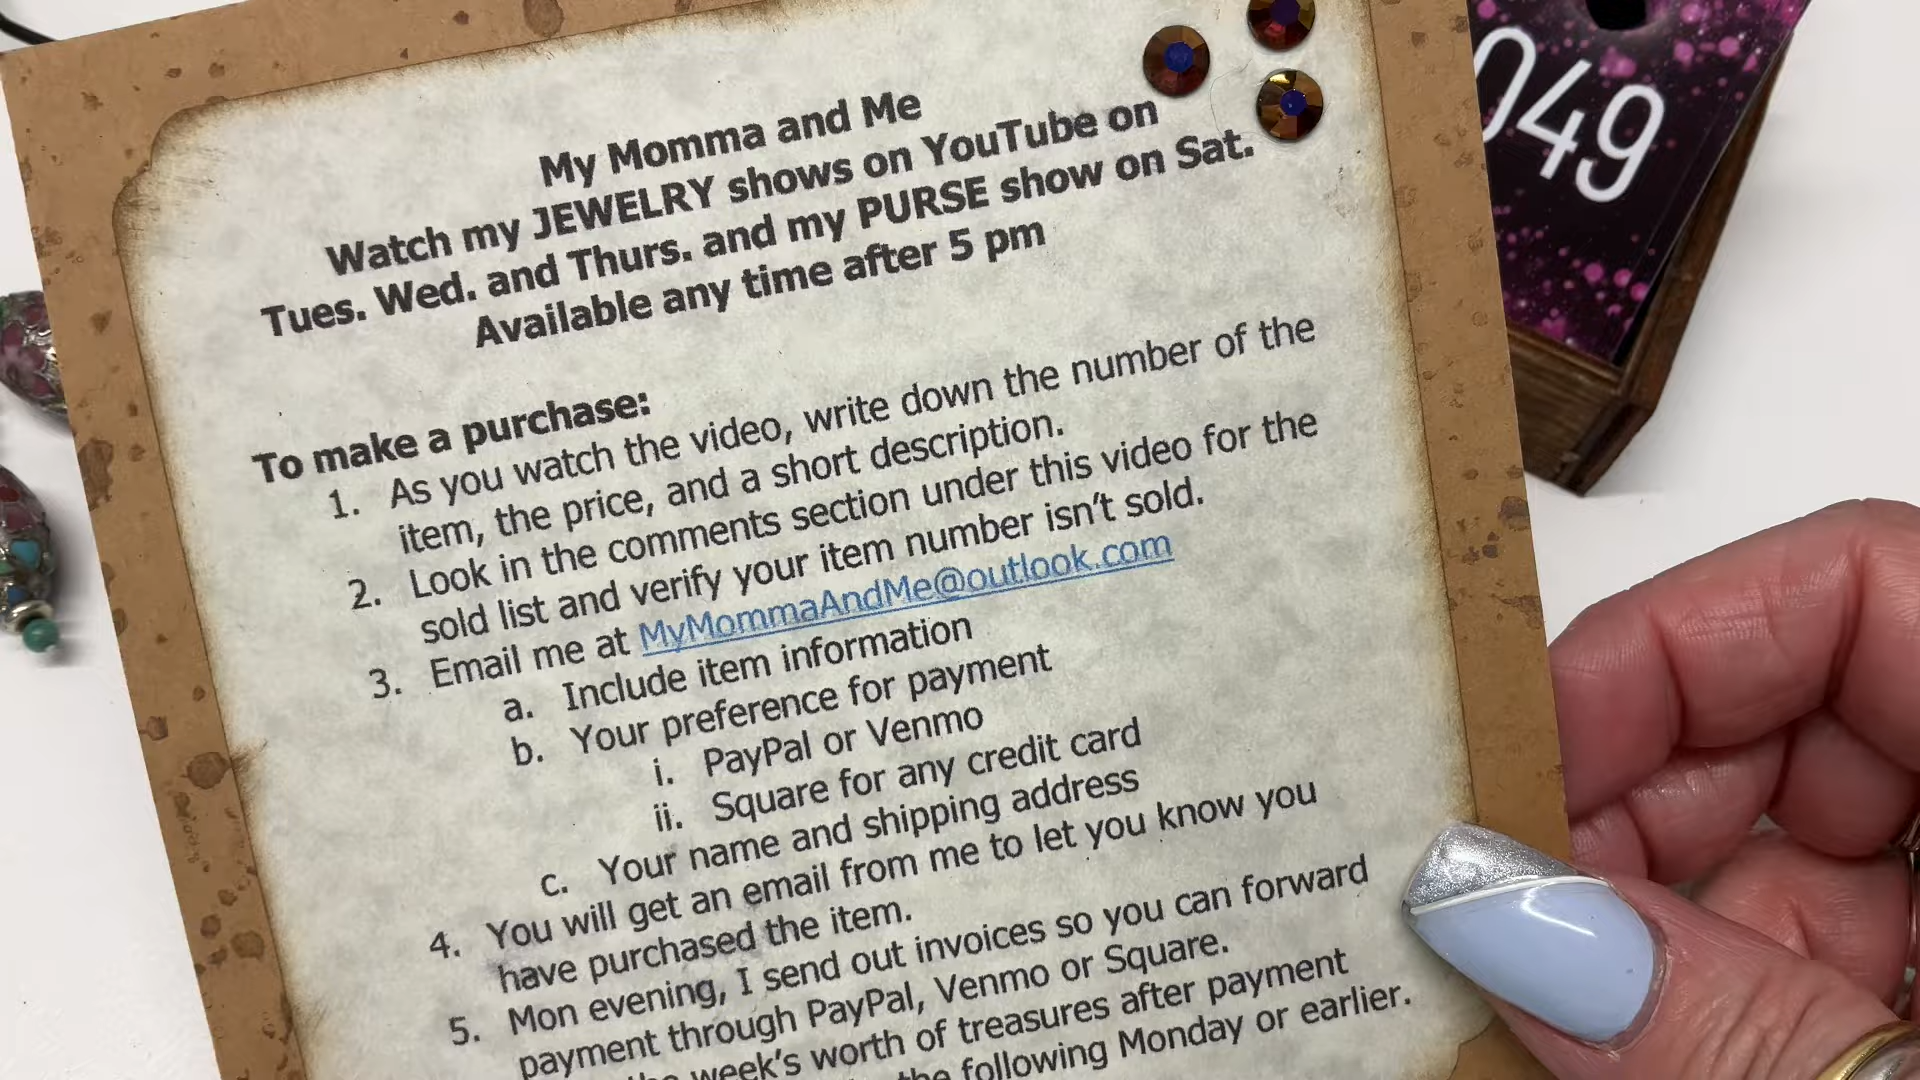 My Momma and Me
Watch my JEWELRY shows on YouTube on
Tues. Wed. and Thurs. and my PURSE show on Sat.
Available any time after 5 pm
To make a purchase:
1. As you watch the video, write down the number of the
item, the price, and a short description.
2. Look in the comments section under this video for the
sold list and verify your item number isn't sold.
3. Email me at MyMommaAndMe@outlook.com
a. Include item information
b. Your preference for payment
i. PayPal or Venmo
ii. Square for any credit card
c. Your name and shipping address
4. You will get an email from me to let you know you
have purchased the item.
5. Mon evening, I send out invoices so you can forward
payment through PayPal, Venmo or Square.
week's worth of treasures after payment
the following Monday or earlier.
049